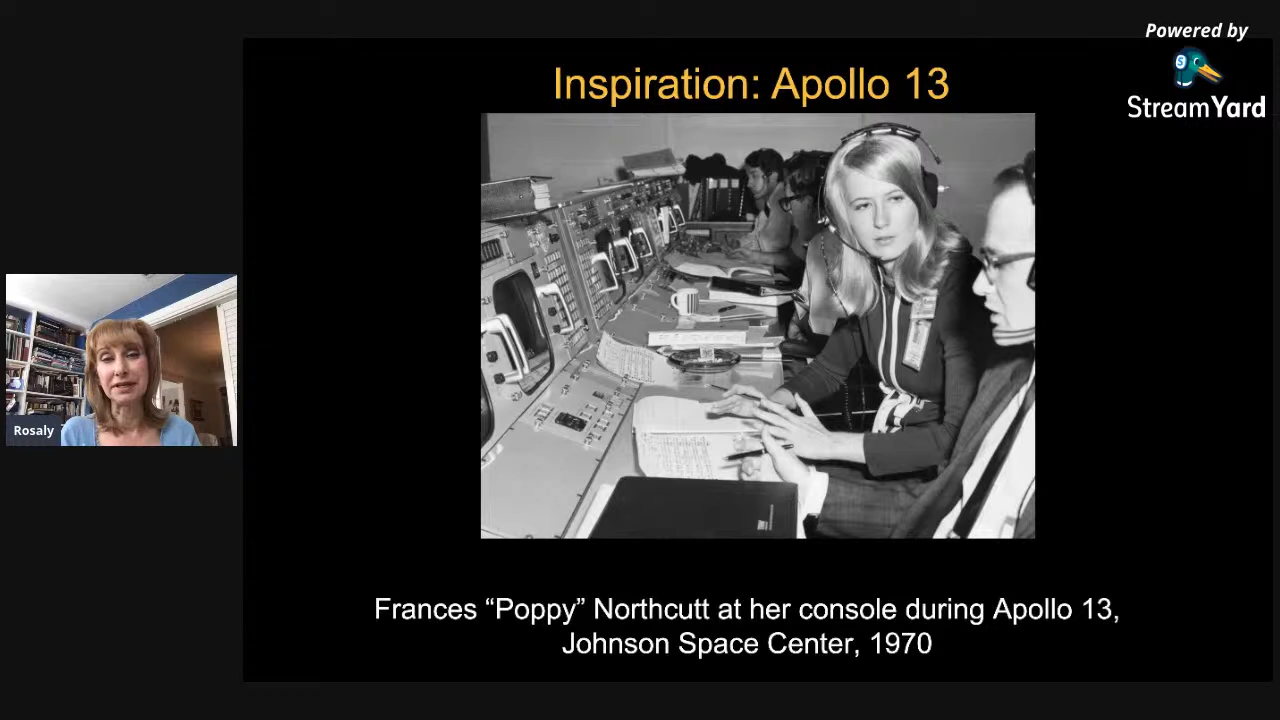 Powered by
StreamYard
Inspiration: Apollo 13
Rosaly
Frances “Poppy” Northcutt at her console during Apollo 13,
Johnson Space Center, 1970